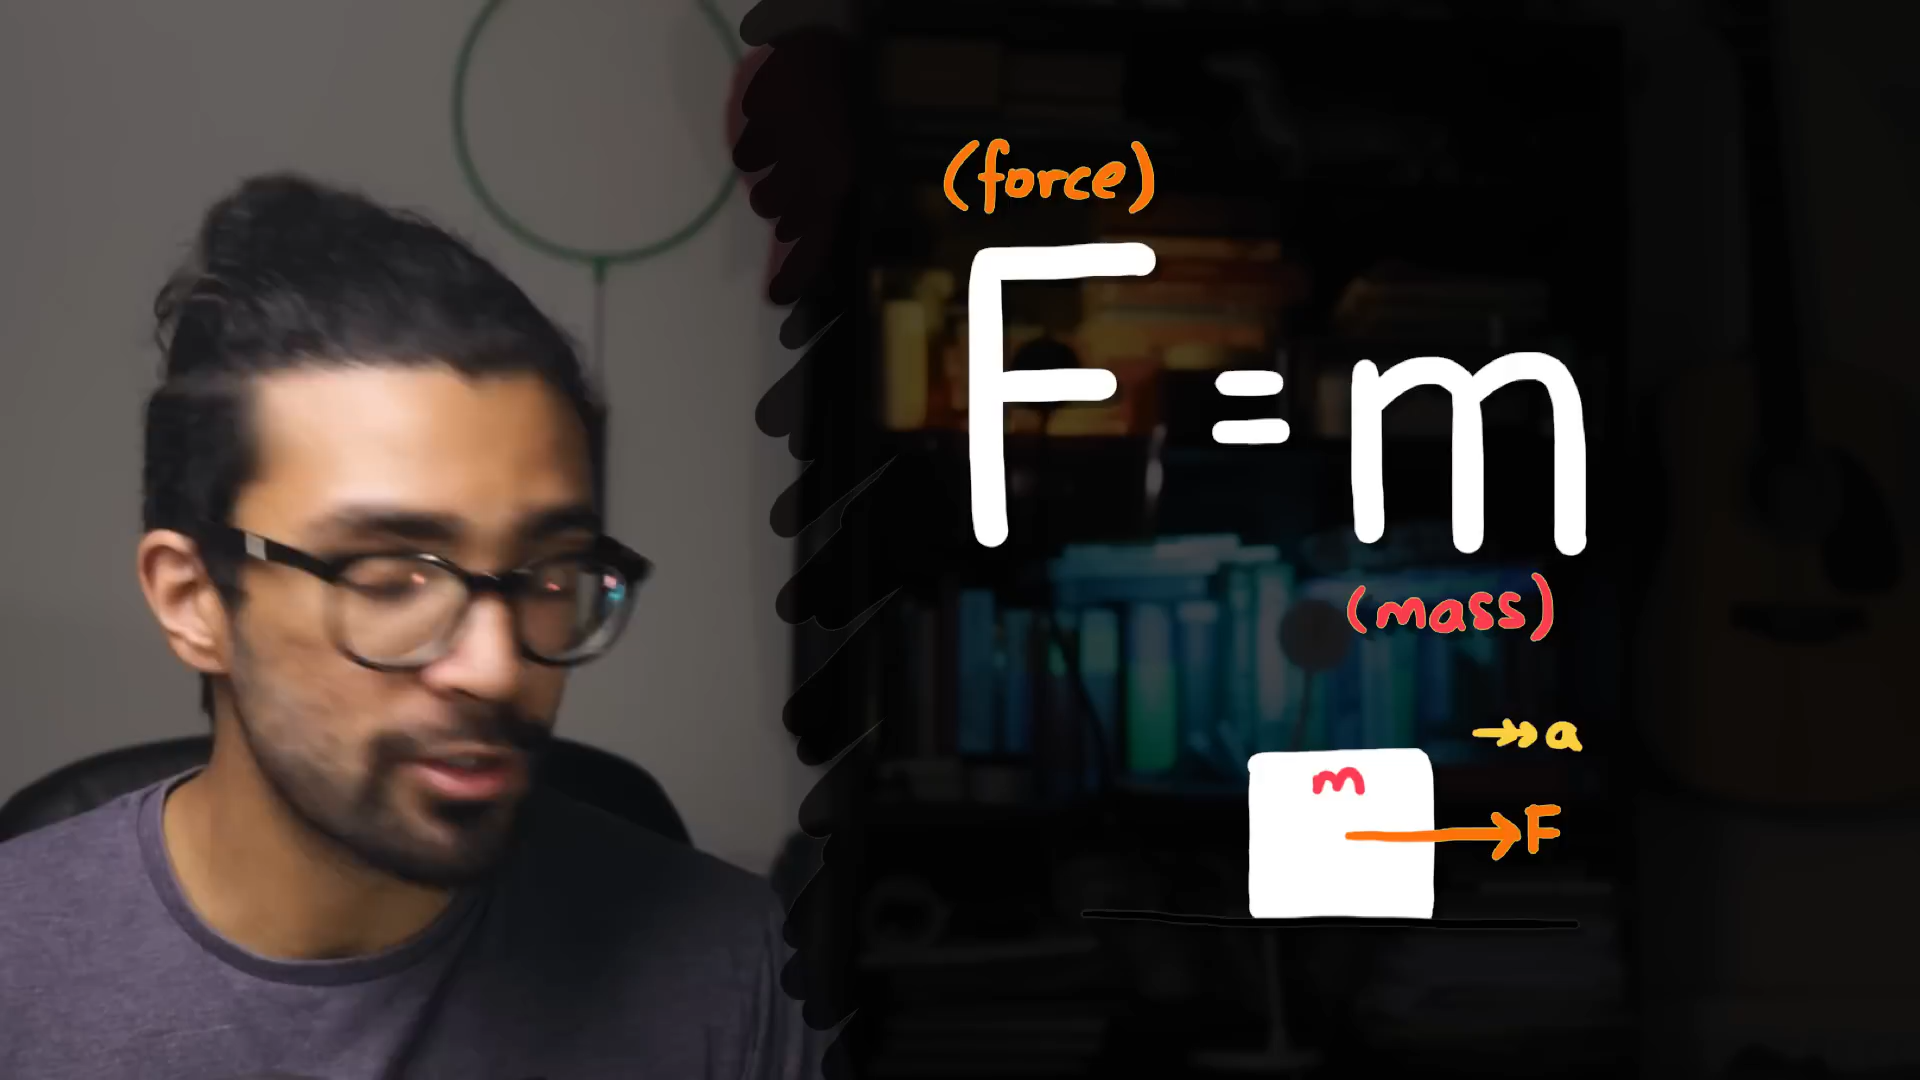 (force)
F = m
(mass)
→→ a
m
→ F